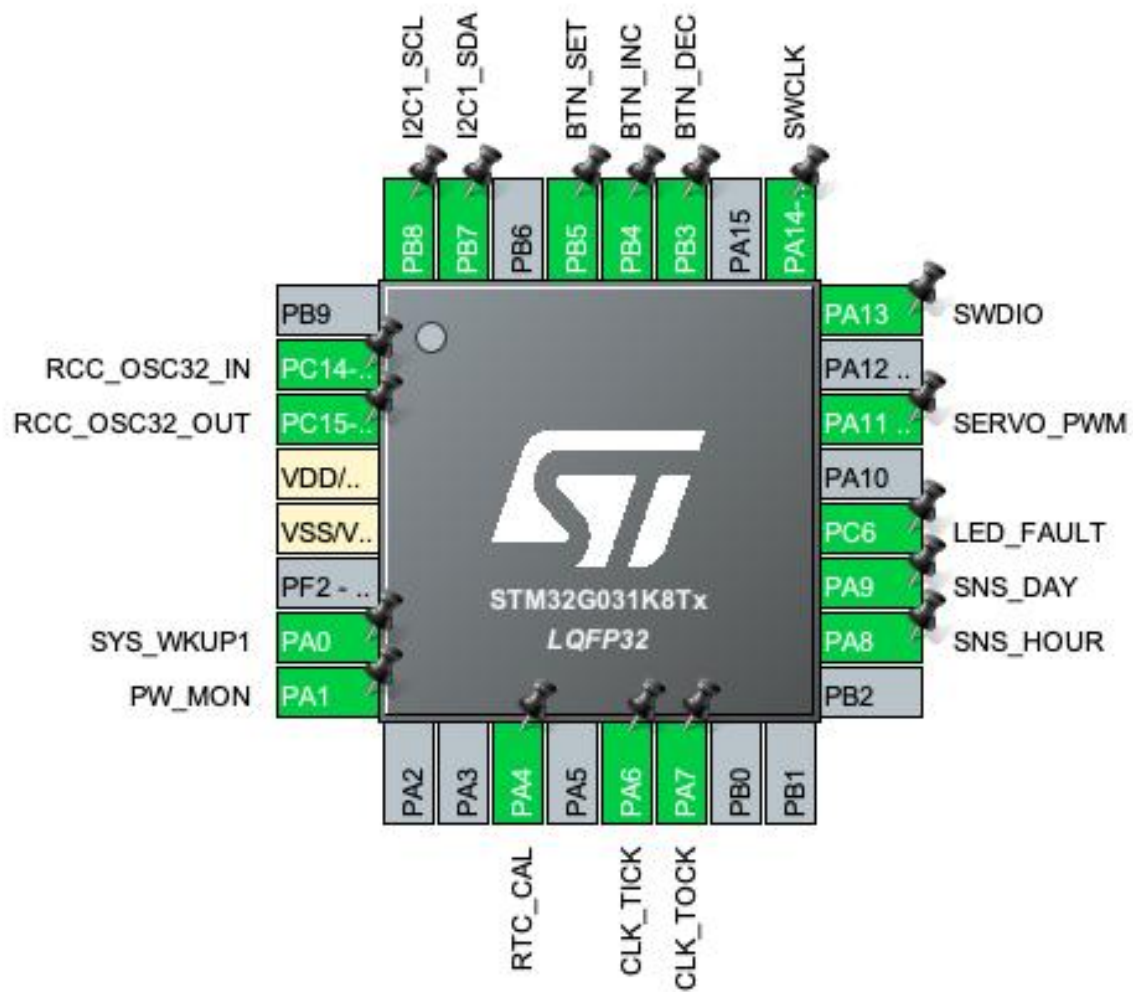 I2C1_SCL
I2C1_SDA
BTN_SET
BTN_INC
BTN_DEC
SWCLK
PB8
PB7
PB6
PB5
PB4
PB3
PA15
PA14-..
PB9
RCC_OSC32_IN PC14-..
RCC_OSC32_OUT PC15-..
VDD/..
VSS/V..
PF2 - ..
SYS_WKUP1 PA0
PW_MON PA1
PA13 SWDIO
PA12 ..
PA11 .. SERVO_PWM
PA10
PC6 LED_FAULT
PA9 SNS_DAY
PA8 SNS_HOUR
PB2
ST
STM32G031K8Tx
LQFP32
PA2
PA3
PA4
PA5
PA6
PA7
PB0
PB1
RTC_CAL
CLK_TICK
CLK_TOCK